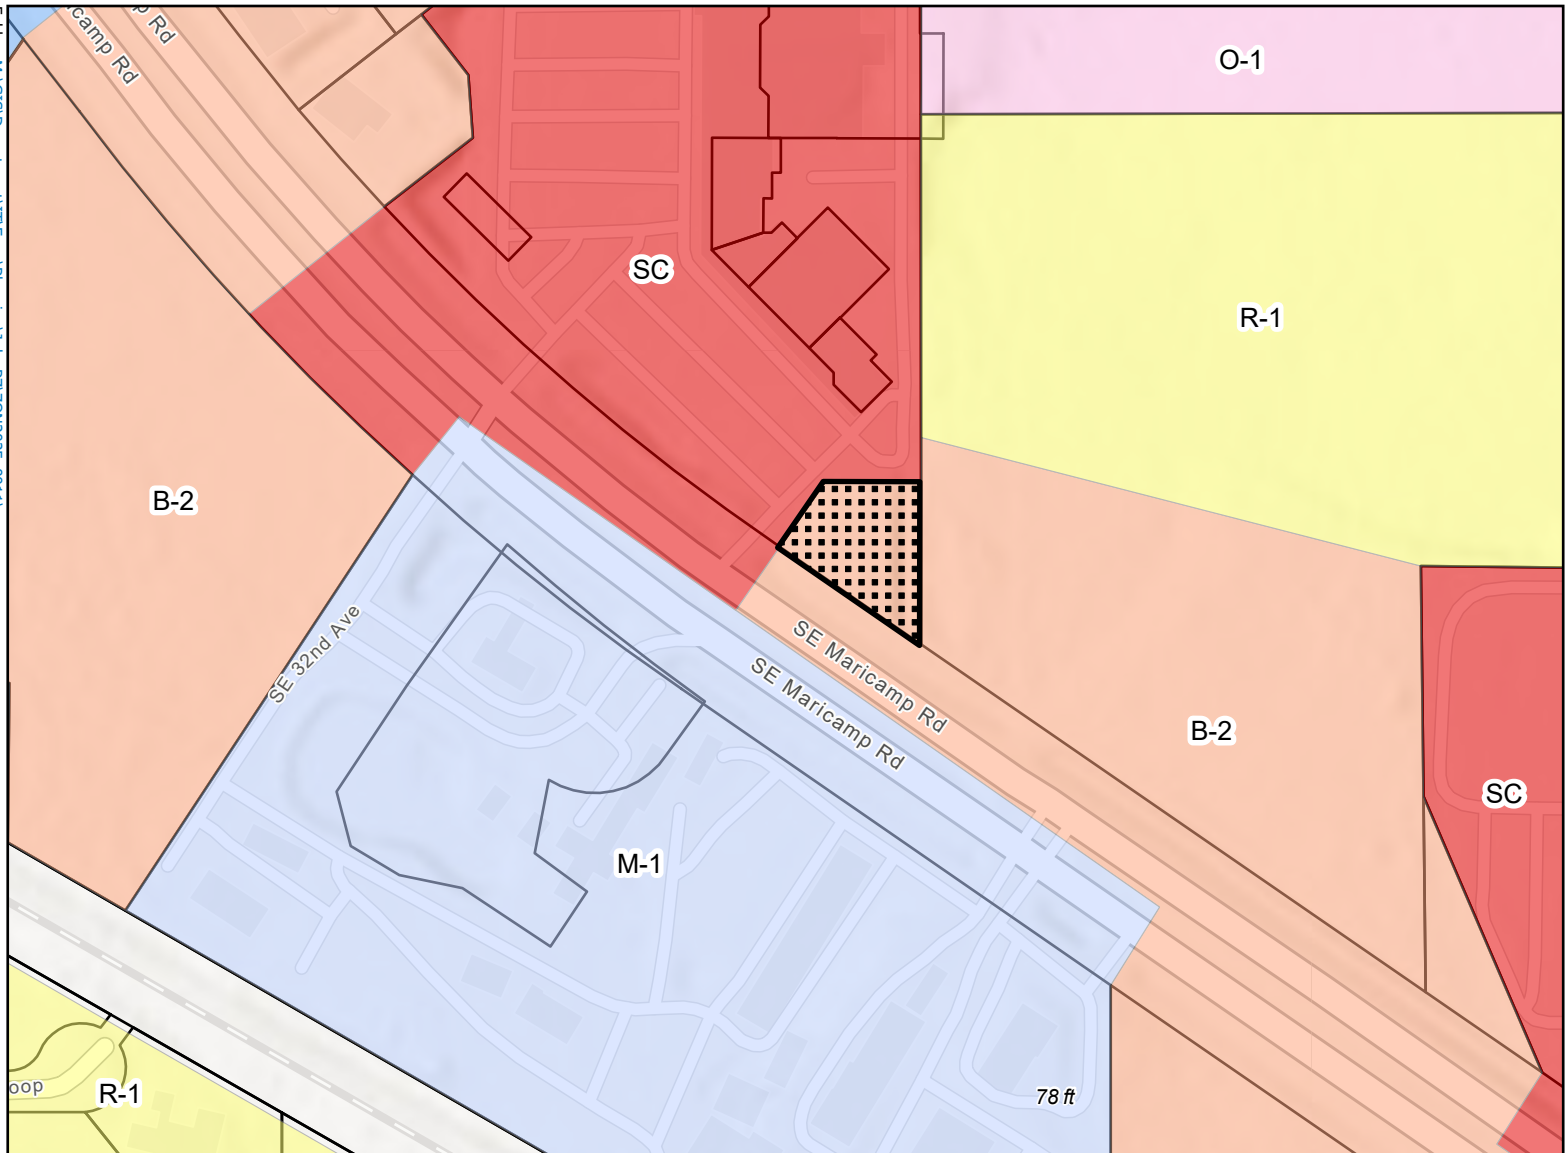 O-1
SC
R-1
B-2
SE 32nd Ave
SE Maricamp Rd
SE Maricamp Rd
B-2
SC
M-1
78 ft
R-1